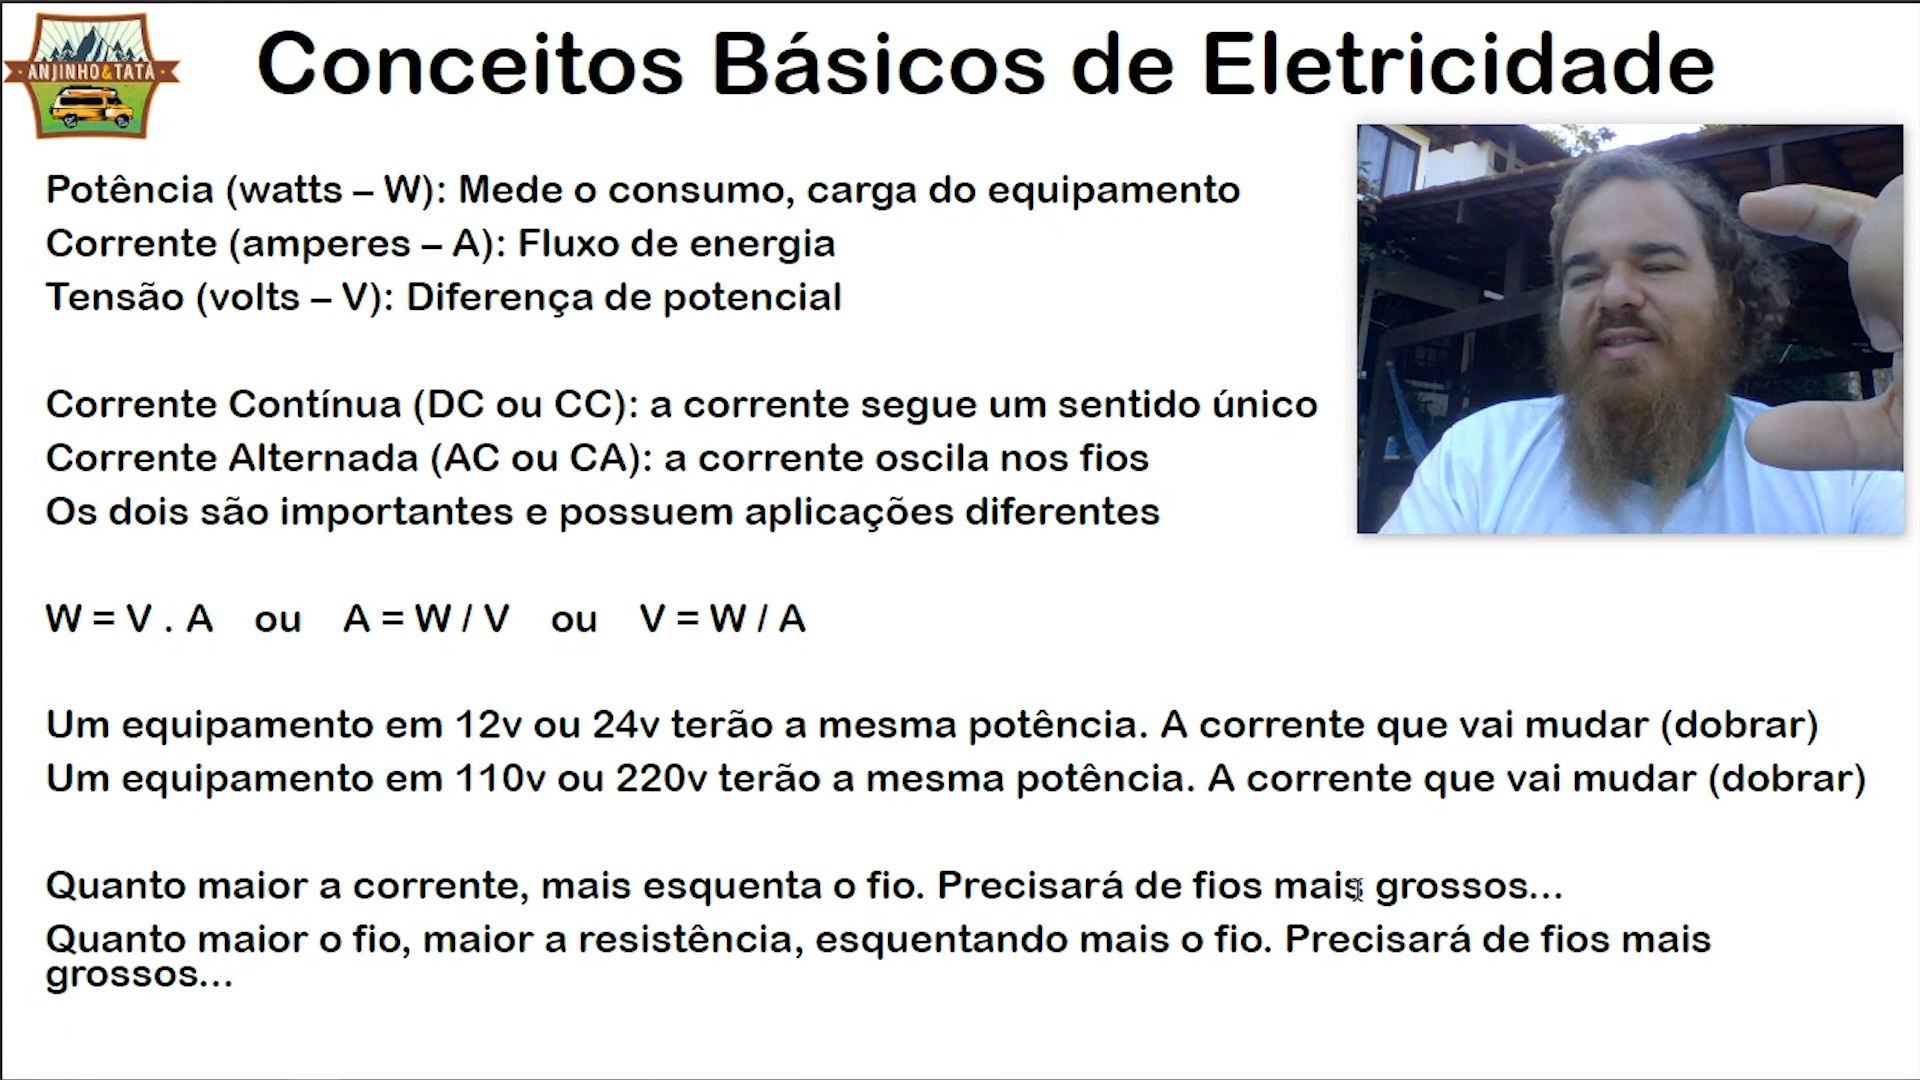 ANJINHO&TATÁ
Conceitos Básicos de Eletricidade
Potência (watts – W): Mede o consumo, carga do equipamento
Corrente (amperes – A): Fluxo de energia
Tensão (volts – V): Diferença de potencial
Corrente Contínua (DC ou CC): a corrente segue um sentido único
Corrente Alternada (AC ou CA): a corrente oscila nos fios
Os dois são importantes e possuem aplicações diferentes
W = V . A ou A = W / V ou V = W / A
Um equipamento em 12v ou 24v terão a mesma potência. A corrente que vai mudar (dobrar)
Um equipamento em 110v ou 220v terão a mesma potência. A corrente que vai mudar (dobrar)
Quanto maior a corrente, mais esquenta o fio. Precisará de fios mais grossos...
Quanto maior o fio, maior a resistência, esquentando mais o fio. Precisará de fios mais
grossos...